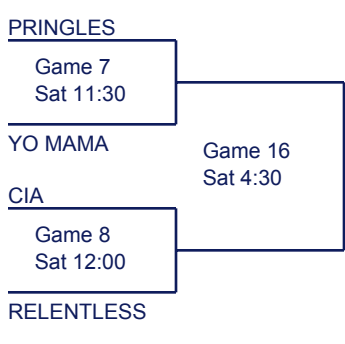 PRINGLES
Game 7
Sat 11:30
YO MAMA
Game 16
Sat 4:30
CIA
Game 8
Sat 12:00
RELENTLESS